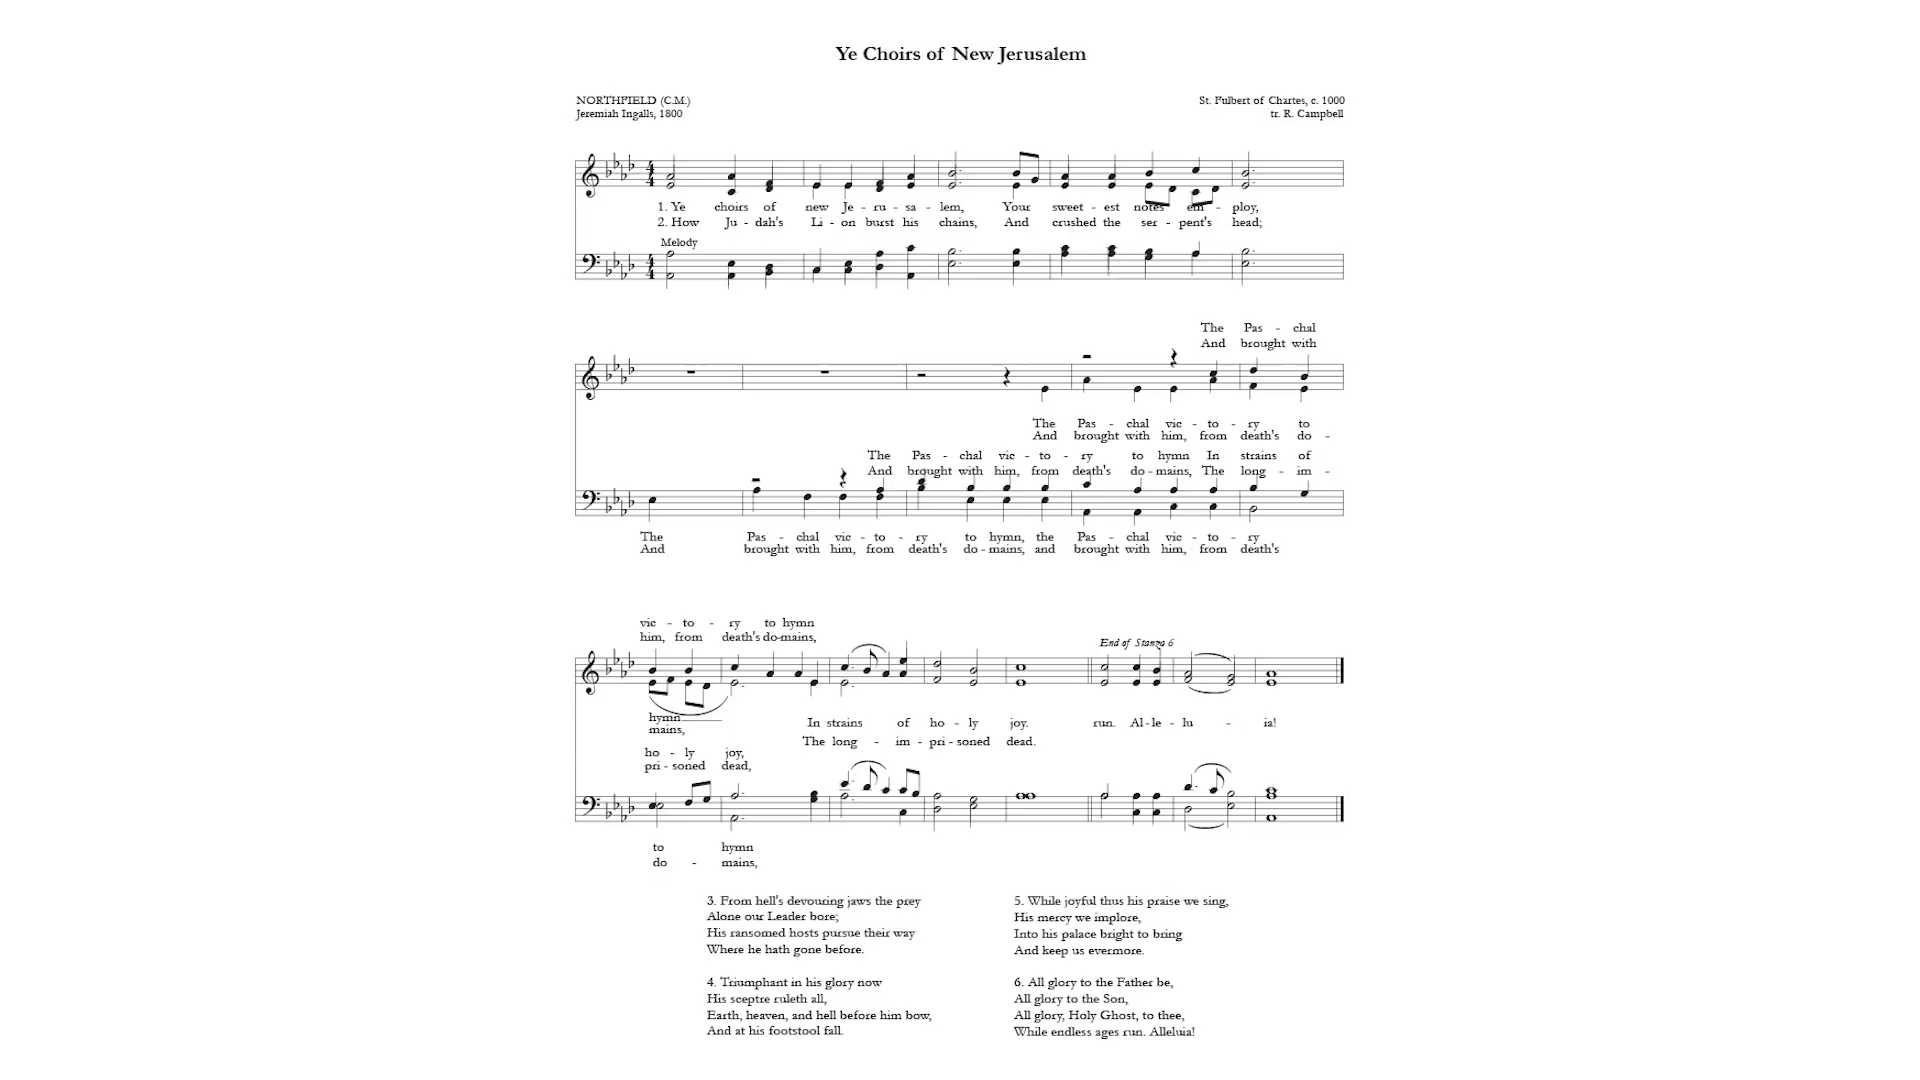 Ye Choirs of New Jerusalem
NORTHFIELD (C.M.)
St. Fulbert of Chartes, c. 1000
Jeremiah Ingalls, 1800
tr. R. Campbell
1. Ye choirs of new Je - ru - sa - lem, Your sweet - est notes em - ploy,
2. How Ju - dah's Li - on burst his chains, And crushed the ser - pent's head;
Melody
The Pas - chal
And brought with
The Pas - chal vic - to - ry to
And brought with him, from death's do -
The Pas - chal vic - to - ry to hymn In strains of
And brought with him, from death's do - mains, The long - im -
The Pas - chal vic - to - ry to hymn, the Pas - chal vic - to - ry
And brought with him, from death's do - mains, and brought with him, from death's
vic - to - ry to hymn
him, from death's do-mains,
End of Stanza 6
hymn In strains of ho - ly joy. run. Al - le - lu - ia!
mains, The long - im - pri - soned dead.
ho - ly joy,
pri - soned dead,
to hymn
do - mains,
3. From hell's devouring jaws the prey
Alone our Leader bore;
His ransomed hosts pursue their way
Where he hath gone before.
4. Triumphant in his glory now
His sceptre ruleth all,
Earth, heaven, and hell before him bow,
And at his footstool fall.
5. While joyful thus his praise we sing,
His mercy we implore,
Into his palace bright to bring
And keep us evermore.
6. All glory to the Father be,
All glory to the Son,
All glory, Holy Ghost, to thee,
While endless ages run. Alleluia!